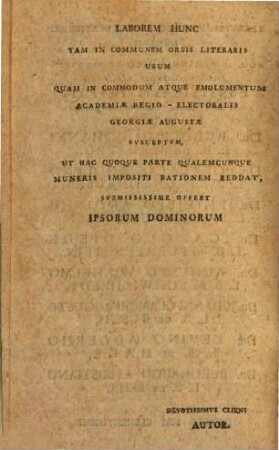 LABOREM HUNC
TAM IN COMMUNEM ORBIS LITERARII
USUM
QUAM IN COMMODUM ATQUE EMOLUMENTUM
ACADEMIÆ REGIO-ELECTORALIS
GEORGIÆ AUGUSTÆ
SUSCEPTUM,
UT HAC QUOQUE PARTE QUALEMCUNQUE
MUNERIS IMPOSITI RATIONEM REDDAT,
SUBMISSISSIME OFFERT
IPSORUM DOMINORUM
DEVOTISSIMUS CLIENS
AUTOR.